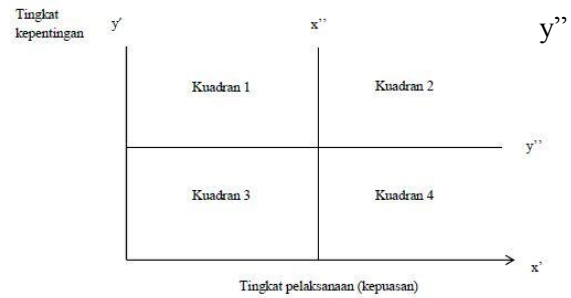 Tingkat
kepentingan
y'
x''
y”
Kuadran 1
Kuadran 2
y''
Kuadran 3
Kuadran 4
x'
Tingkat pelaksanaan (kepuasan)